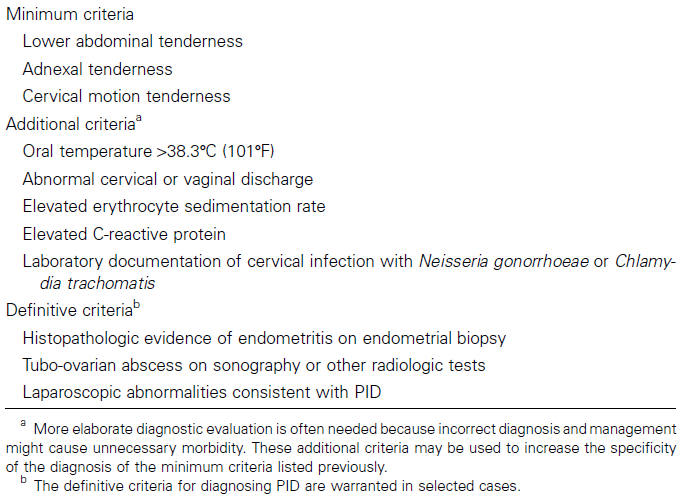 Minimum criteria
Lower abdominal tenderness
Adnexal tenderness
Cervical motion tenderness
Additional criteriaᵃ
Oral temperature >38.3ºC (101ºF)
Abnormal cervical or vaginal discharge
Elevated erythrocyte sedimentation rate
Elevated C-reactive protein
Laboratory documentation of cervical infection with Neisseria gonorrhoeae or Chlamy-
dia trachomatis
Definitive criteriaᵇ
Histopathologic evidence of endometritis on endometrial biopsy
Tubo-ovarian abscess on sonography or other radiologic tests
Laparoscopic abnormalities consistent with PID
ᵃ More elaborate diagnostic evaluation is often needed because incorrect diagnosis and management
might cause unnecessary morbidity. These additional criteria may be used to increase the specificity
of the diagnosis of the minimum criteria listed previously.
ᵇ The definitive criteria for diagnosing PID are warranted in selected cases.